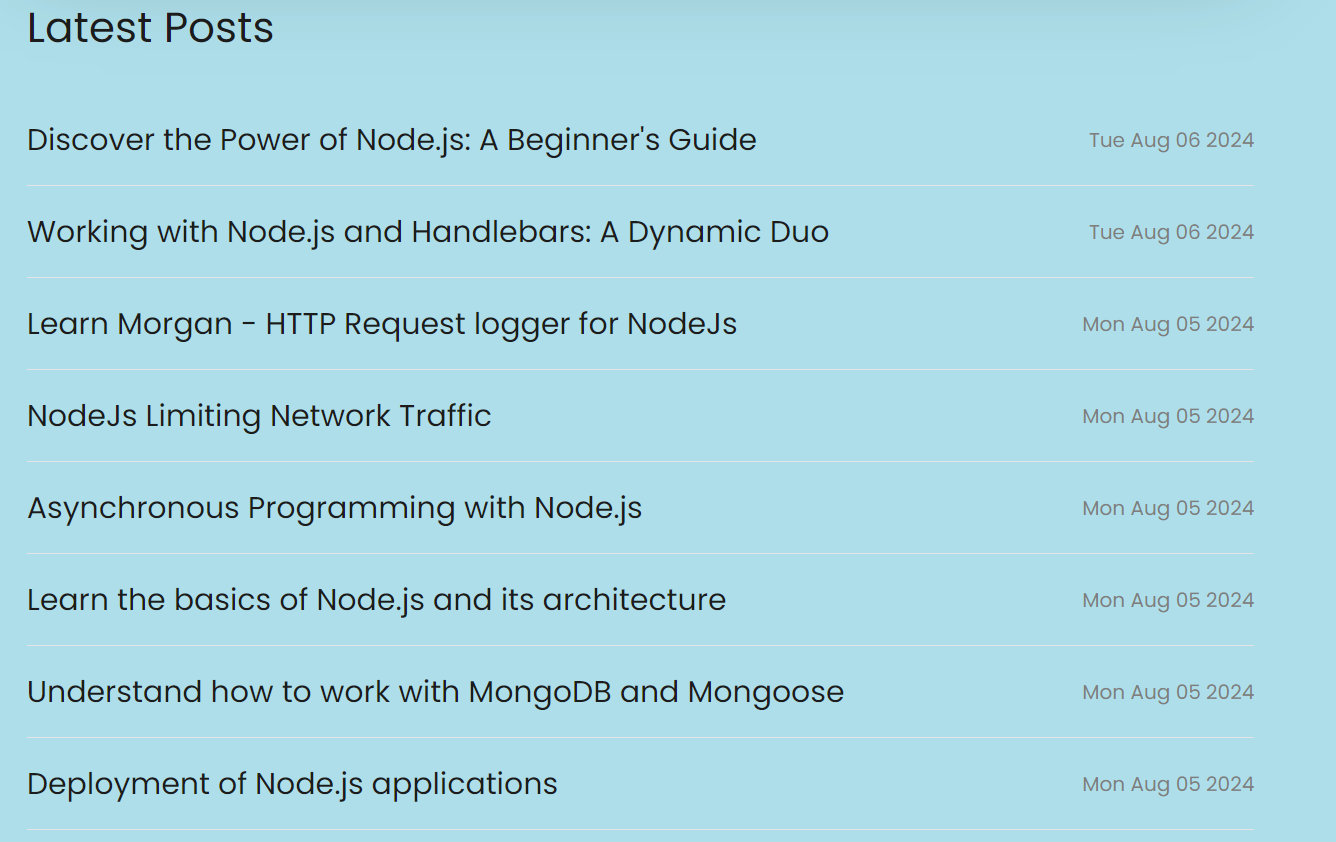 Latest Posts
Discover the Power of Node.js: A Beginner's Guide Tue Aug 06 2024
Working with Node.js and Handlebars: A Dynamic Duo Tue Aug 06 2024
Learn Morgan - HTTP Request logger for NodeJs Mon Aug 05 2024
NodeJs Limiting Network Traffic Mon Aug 05 2024
Asynchronous Programming with Node.js Mon Aug 05 2024
Learn the basics of Node.js and its architecture Mon Aug 05 2024
Understand how to work with MongoDB and Mongoose Mon Aug 05 2024
Deployment of Node.js applications Mon Aug 05 2024